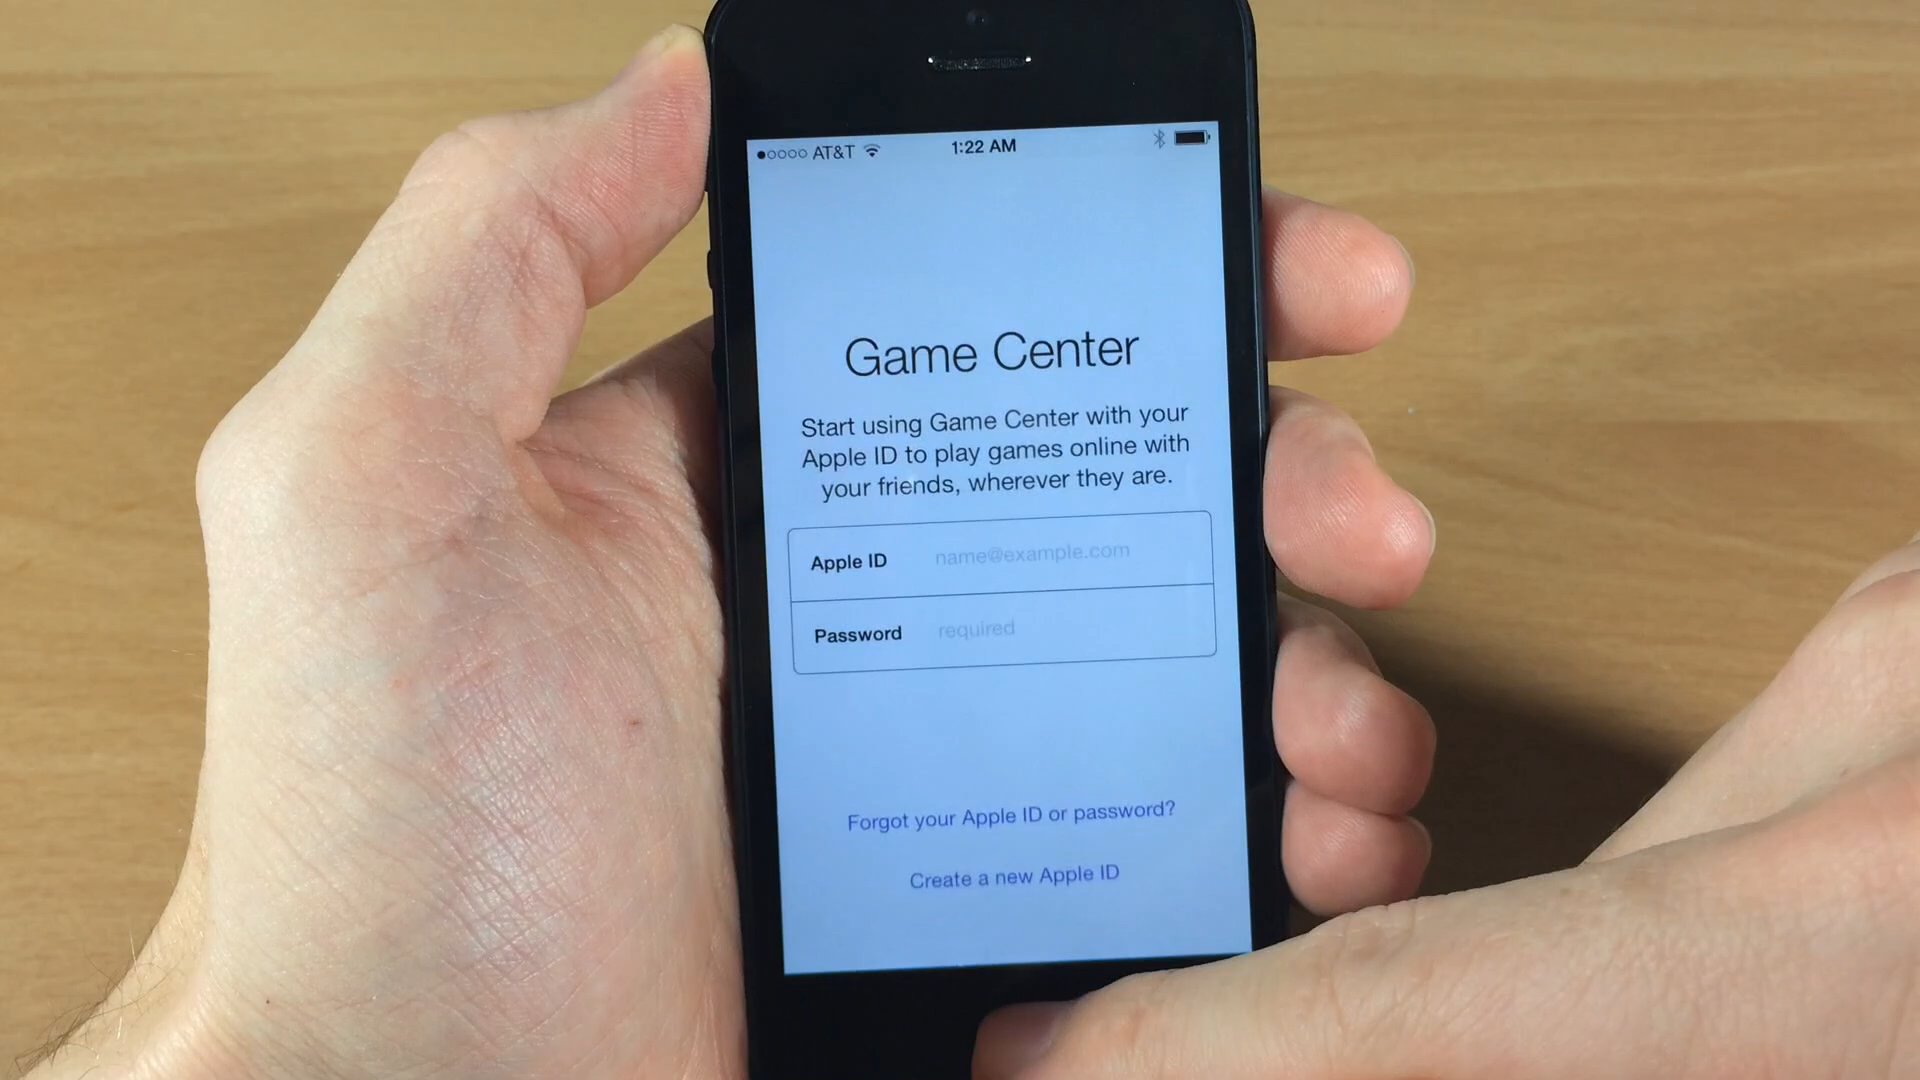 AT&T 1:22 AM
Game Center
Start using Game Center with your
Apple ID to play games online with
your friends, wherever they are.
Apple ID name@example.com
Password required
Forgot your Apple ID or password?
Create a new Apple ID